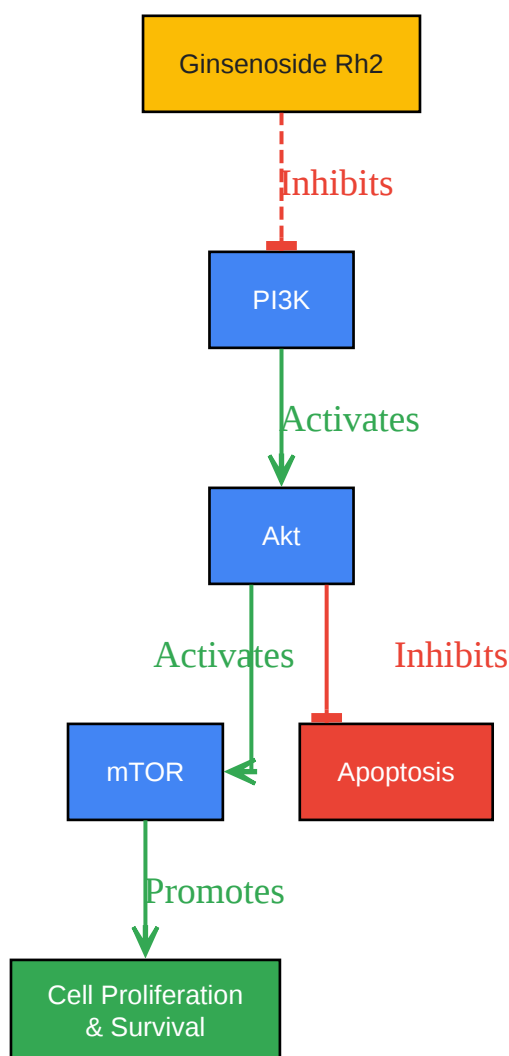 Ginsenoside Rh2
Inhibits
PI3K
Activates
Akt
Activates
Inhibits
mTOR
Apoptosis
Promotes
Cell Proliferation
& Survival